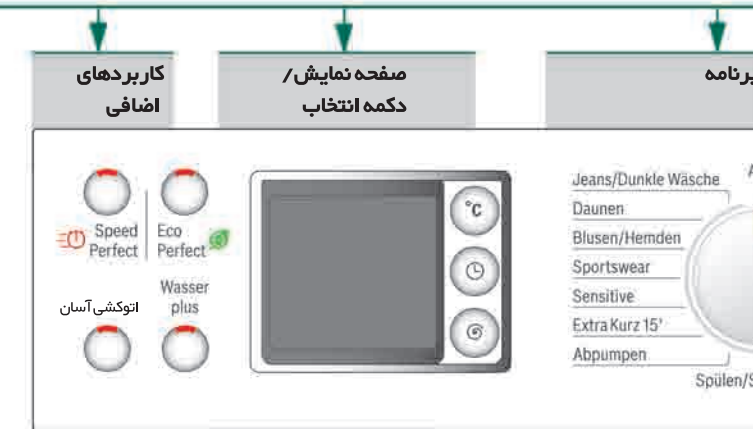 کاربردهای
اضافی
صفحه نمایش/
دکمه انتخاب
برنامه
Speed
Perfect
Eco
Perfect
Wasser
plus
اتوکشی آسان
°C
Jeans/Dunkle Wäsche
Daunen
Blusen/Hemden
Sportswear
Sensitive
Extra Kurz 15'
Abpumpen